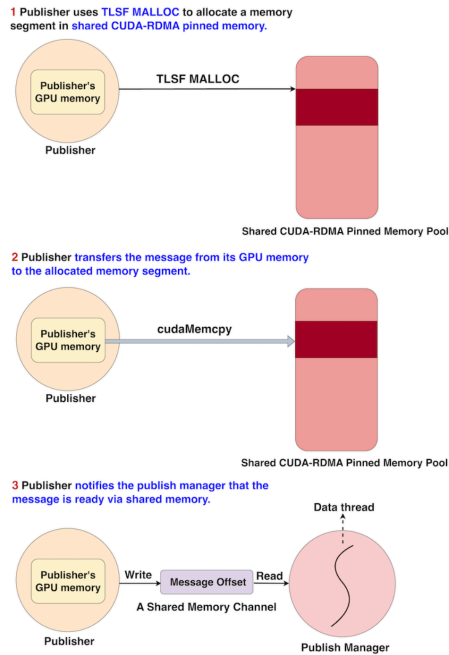 1 Publisher uses TLSF MALLOC to allocate a memory
segment in shared CUDA-RDMA pinned memory.
Publisher's
GPU memory
TLSF MALLOC
Publisher
Shared CUDA-RDMA Pinned Memory Pool
2 Publisher transfers the message from its GPU memory
to the allocated memory segment.
Publisher's
GPU memory
cudaMemcpy
Publisher
Shared CUDA-RDMA Pinned Memory Pool
3 Publisher notifies the publish manager that the
message is ready via shared memory.
Data thread
Publisher's
GPU memory
Write
Message Offset
Read
A Shared Memory Channel
Publisher
Publish Manager